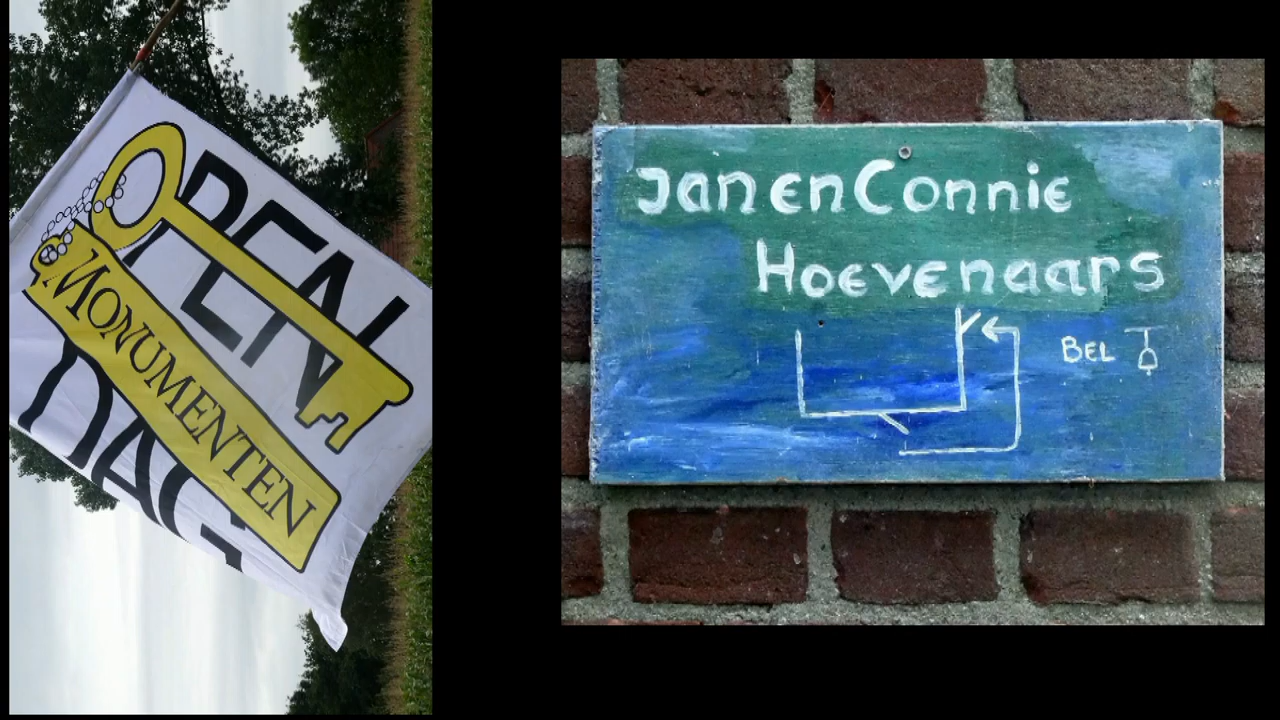 OPEN
MONUMENTEN
DAG
Jan en Connie
Hoevenaars
BEL